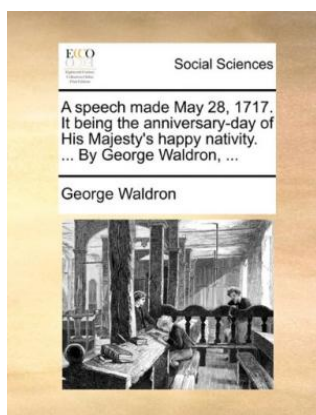 ECCO
Social Sciences
A speech made May 28, 1717.
It being the anniversary-day of
His Majesty's happy nativity.
... By George Waldron, ...
George Waldron